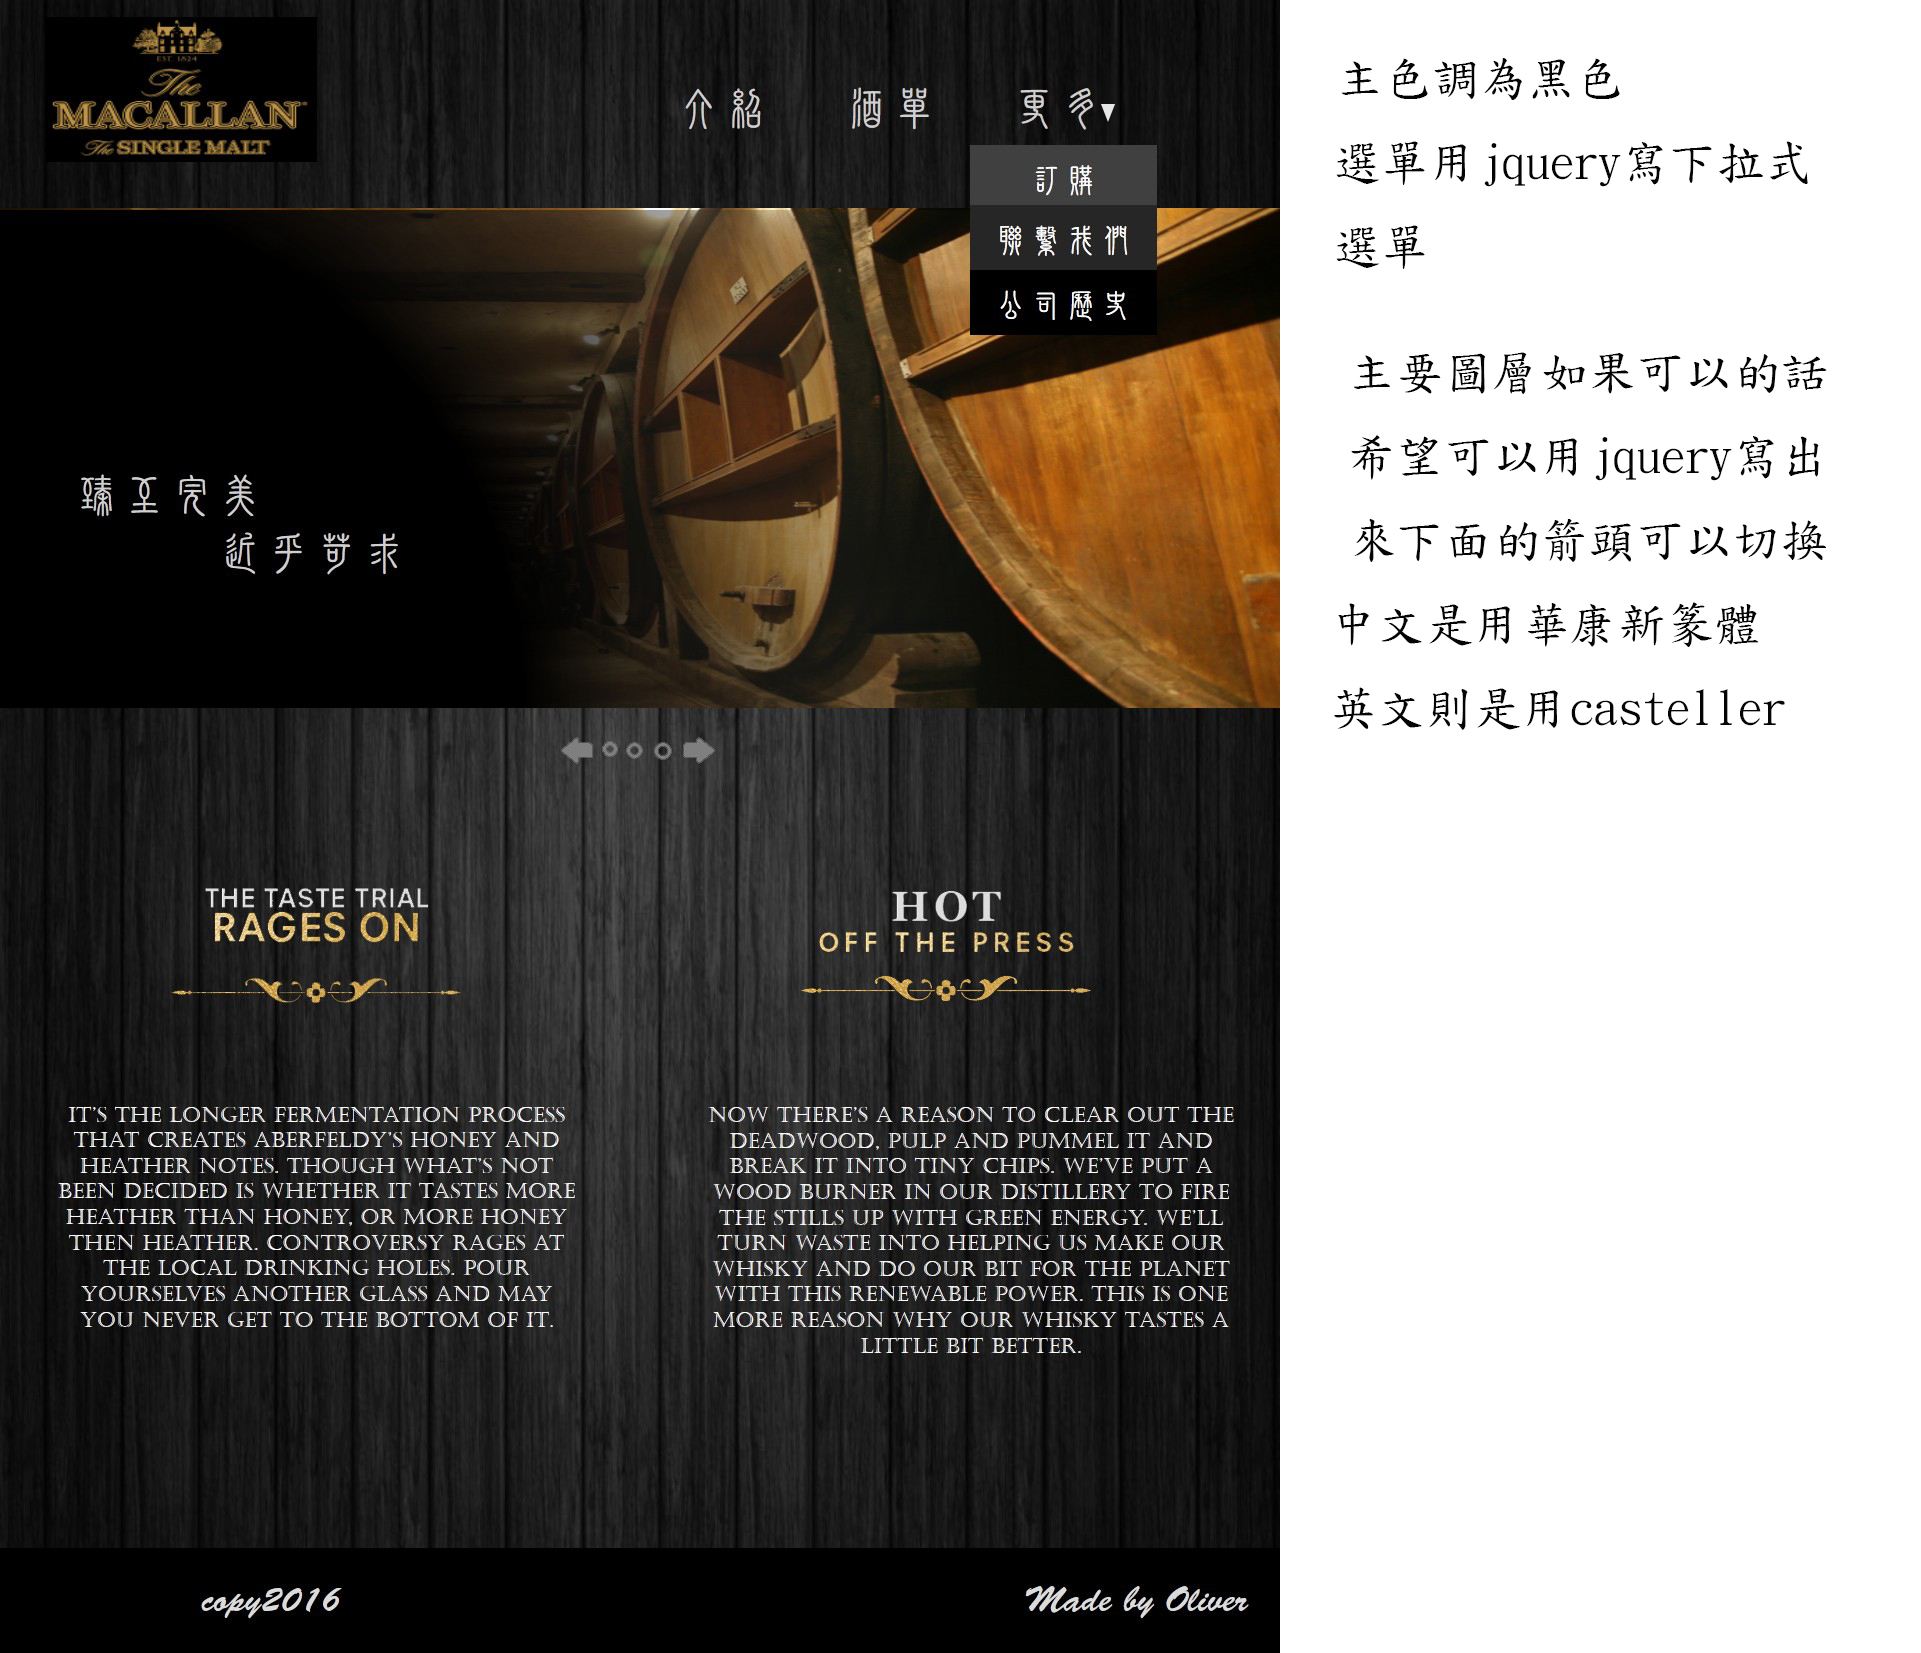 EST. 1824
The
MACALLAN
The SINGLE MALT
介紹
酒單
更多▼
訂購
聯繫我們
公司歷史
臻至完美
近乎苛求
THE TASTE TRIAL
RAGES ON
HOT
OFF THE PRESS
IT'S THE LONGER FERMENTATION PROCESS
THAT CREATES ABERFELDY'S HONEY AND
HEATHER NOTES. THOUGH WHAT'S NOT
BEEN DECIDED IS WHETHER IT TASTES MORE
HEATHER THAN HONEY, OR MORE HONEY
THEN HEATHER. CONTROVERSY RAGES AT
THE LOCAL DRINKING HOLES. POUR
YOURSELVES ANOTHER GLASS AND MAY
YOU NEVER GET TO THE BOTTOM OF IT.
NOW THERE'S A REASON TO CLEAR OUT THE
DEADWOOD, PULP AND PUMMEL IT AND
BREAK IT INTO TINY CHIPS. WE'VE PUT A
WOOD BURNER IN OUR DISTILLERY TO FIRE
THE STILLS UP WITH GREEN ENERGY. WE'LL
TURN WASTE INTO HELPING US MAKE OUR
WHISKY AND DO OUR BIT FOR THE PLANET
WITH THIS RENEWABLE POWER. THIS IS ONE
MORE REASON WHY OUR WHISKY TASTES A
LITTLE BIT BETTER.
copy2016
Made by Oliver
主色調為黑色
選單用jquery寫下拉式
選單
主要圖層如果可以的話
希望可以用jquery寫出
來下面的箭頭可以切換
中文是用華康新篆體
英文則是用casteller